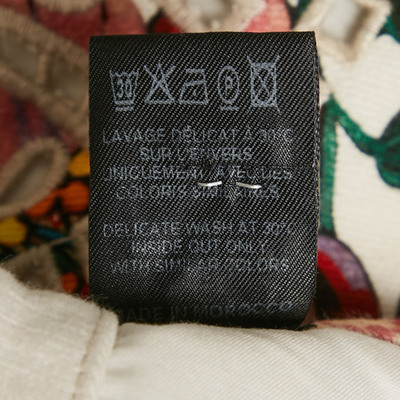 30 P
LAVAGE DÉLICAT À 30°C
SUR L'ENVERS
UNIQUEMENT AVEC DES
COLORIS SIMILAIRES
DELICATE WASH AT 30°C
INSIDE OUT ONLY
WITH SIMILAR COLORS
MADE IN MOROCCO